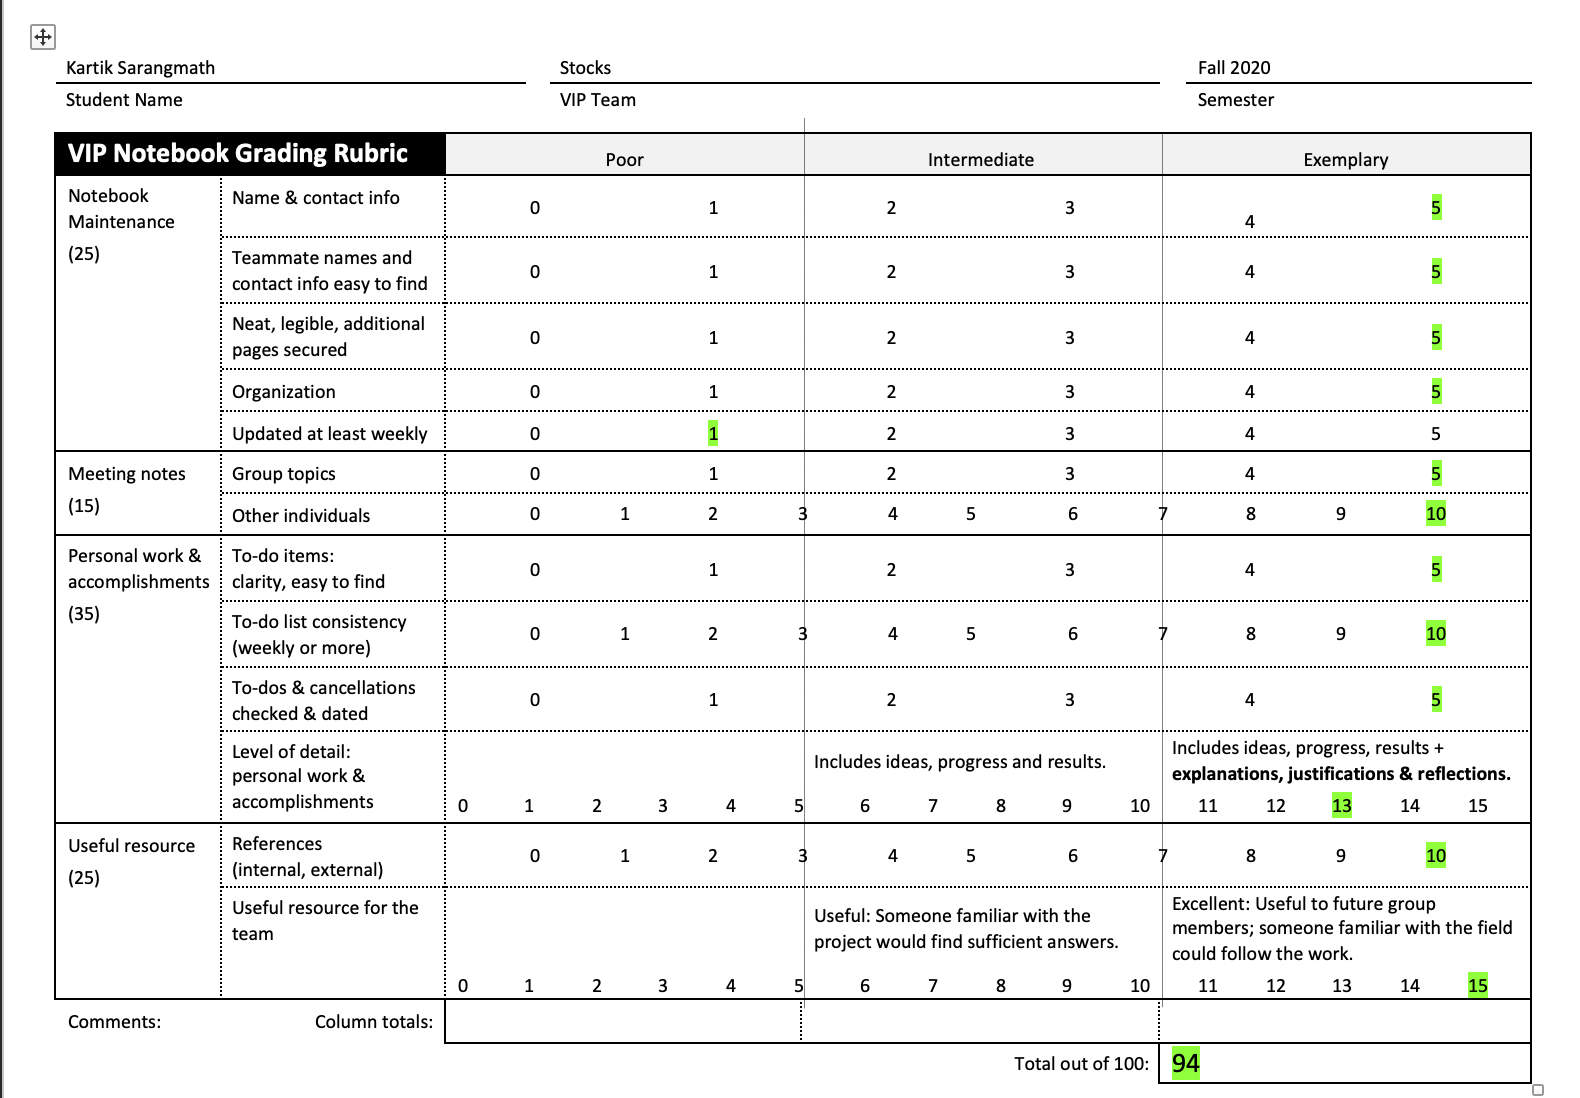 Kartik Sarangmath Stocks Fall 2020
Student Name VIP Team Semester
VIP Notebook Grading Rubric Poor Intermediate Exemplary
Notebook
Maintenance
(25)
Name & contact info
0 1 2 3 4 5
Teammate names and
contact info easy to find
0 1 2 3 4 5
Neat, legible, additional
pages secured
0 1 2 3 4 5
Organization 0 1 2 3 4 5
Updated at least weekly 0 1 2 3 4 5
Meeting notes
(15)
Group topics 0 1 2 3 4 5
Other individuals 0 1 2 3 4 5 6 7 8 9 10
Personal work &
accomplishments
(35)
To-do items:
clarity, easy to find
0 1 2 3 4 5
To-do list consistency
(weekly or more)
0 1 2 3 4 5 6 7 8 9 10
To-dos & cancellations
checked & dated
0 1 2 3 4 5
Level of detail:
personal work &
accomplishments
Includes ideas, progress and results.
Includes ideas, progress, results +
explanations, justifications & reflections.
0 1 2 3 4 5 6 7 8 9 10 11 12 13 14 15
Useful resource
(25)
References
(internal, external)
0 1 2 3 4 5 6 7 8 9 10
Useful resource for the
team
Useful: Someone familiar with the
project would find sufficient answers.
Excellent: Useful to future group
members; someone familiar with the field
could follow the work.
0 1 2 3 4 5 6 7 8 9 10 11 12 13 14 15
Comments: Column totals:
Total out of 100: 94